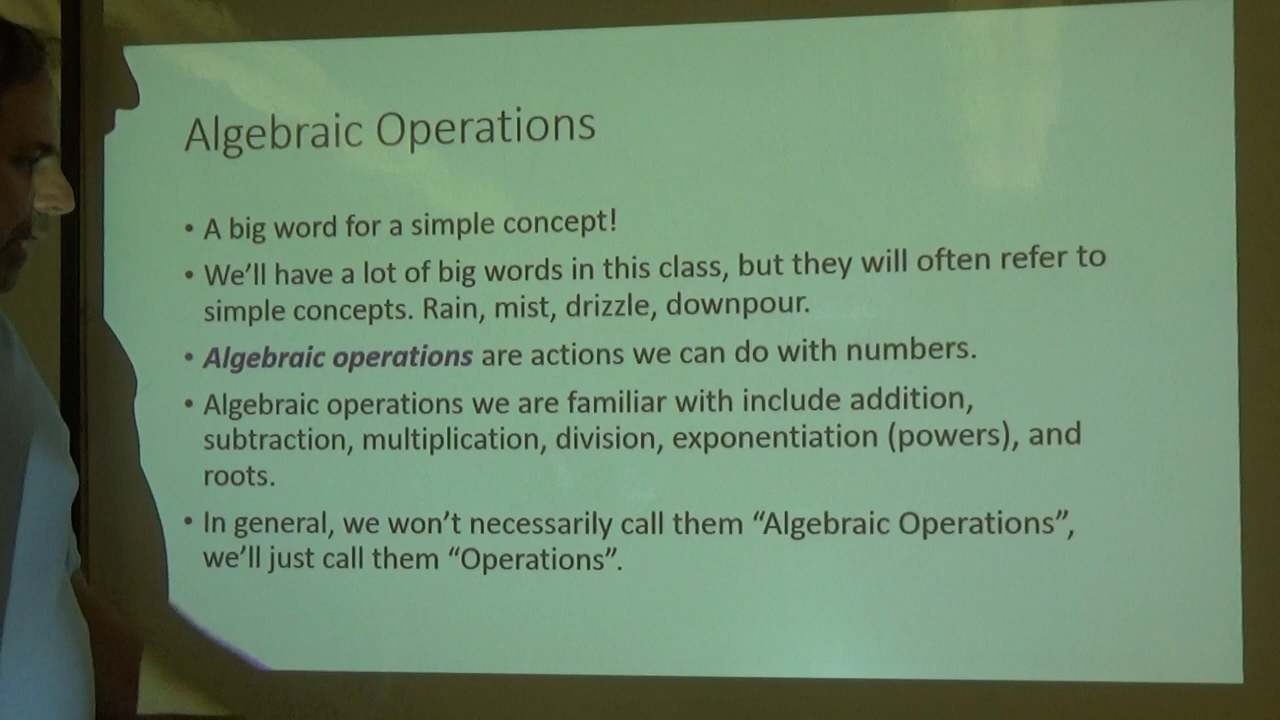 Algebraic Operations
• A big word for a simple concept!
• We’ll have a lot of big words in this class, but they will often refer to
simple concepts. Rain, mist, drizzle, downpour.
• Algebraic operations are actions we can do with numbers.
• Algebraic operations we are familiar with include addition,
subtraction, multiplication, division, exponentiation (powers), and
roots.
• In general, we won’t necessarily call them “Algebraic Operations”,
we’ll just call them “Operations”.